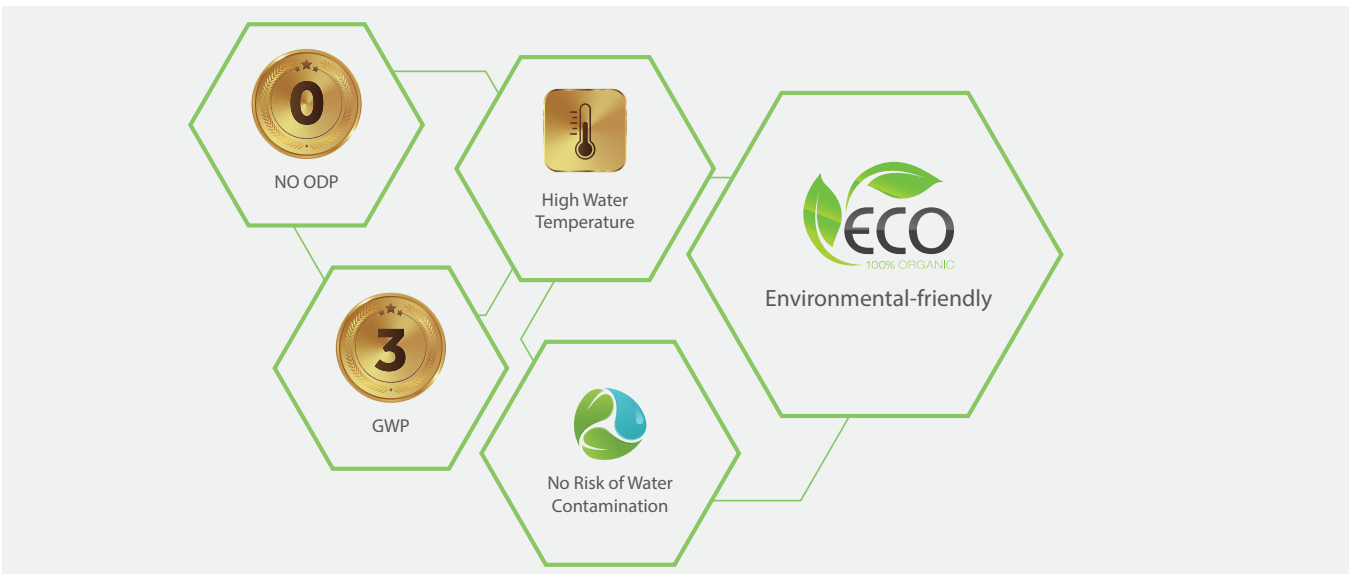 0
NO ODP
High Water
Temperature
ECO
100% ORGANIC
Environmental-friendly
3
GWP
No Risk of Water
Contamination